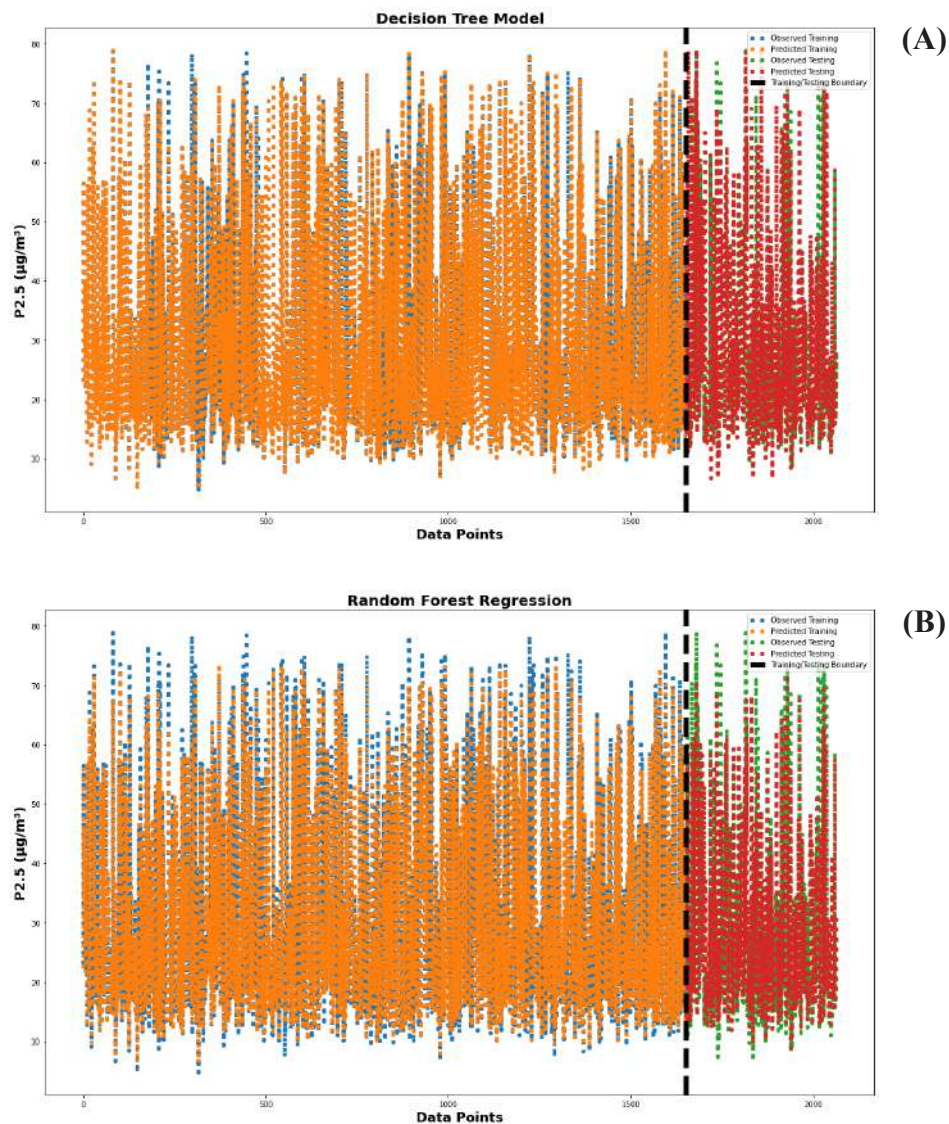 Decision Tree Model
(A)
Observed Training
Predicted Training
Observed Testing
Predicted Testing
Training/Testing Boundary
80
70
60
50
40
30
20
10
P2.5 (µg/m³)
0
500
1000
1500
2000
Data Points
Random Forest Regression
(B)
Observed Training
Predicted Training
Observed Testing
Predicted Testing
Training/Testing Boundary
80
70
60
50
40
30
20
10
P2.5 (µg/m³)
0
500
1000
1500
2000
Data Points